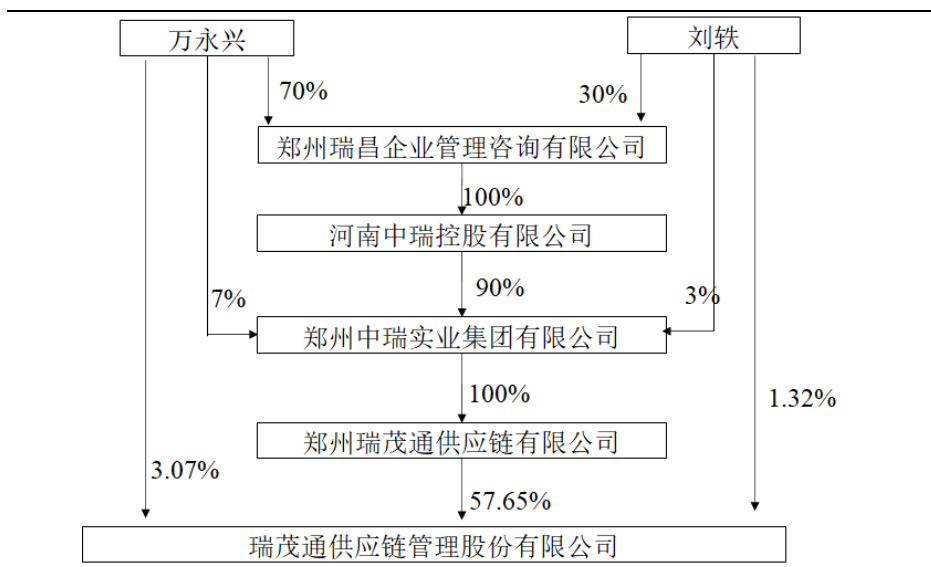 万永兴
刘轶
70%
30%
郑州瑞昌企业管理咨询有限公司
100%
河南中瑞控股有限公司
90%
7%
3%
郑州中瑞实业集团有限公司
100%
1.32%
郑州瑞茂通供应链有限公司
3.07%
57.65%
瑞茂通供应链管理股份有限公司